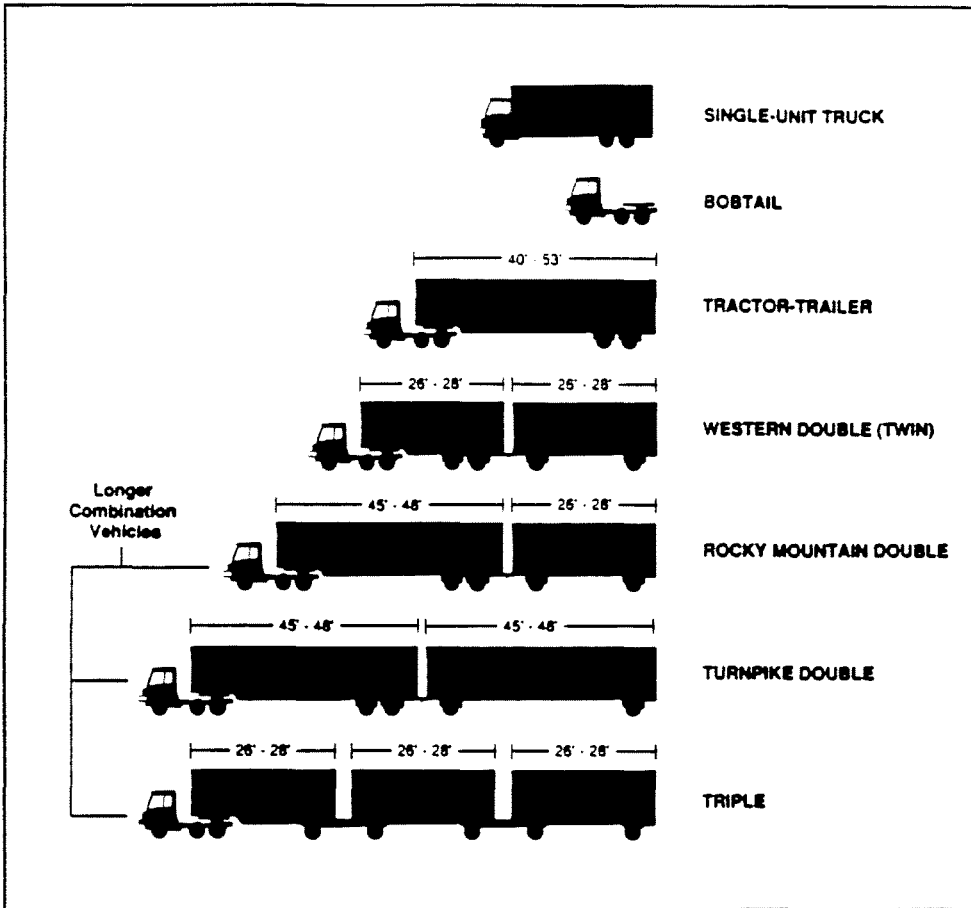 SINGLE-UNIT TRUCK
BOBTAIL
40' - 53'
TRACTOR-TRAILER
26' - 28' 26' - 28'
WESTERN DOUBLE (TWIN)
Longer
Combination
Vehicles
45' - 48' 26' - 28'
ROCKY MOUNTAIN DOUBLE
45' - 48' 45' - 48'
TURNPIKE DOUBLE
26' - 28' 26' - 28' 26' - 28'
TRIPLE